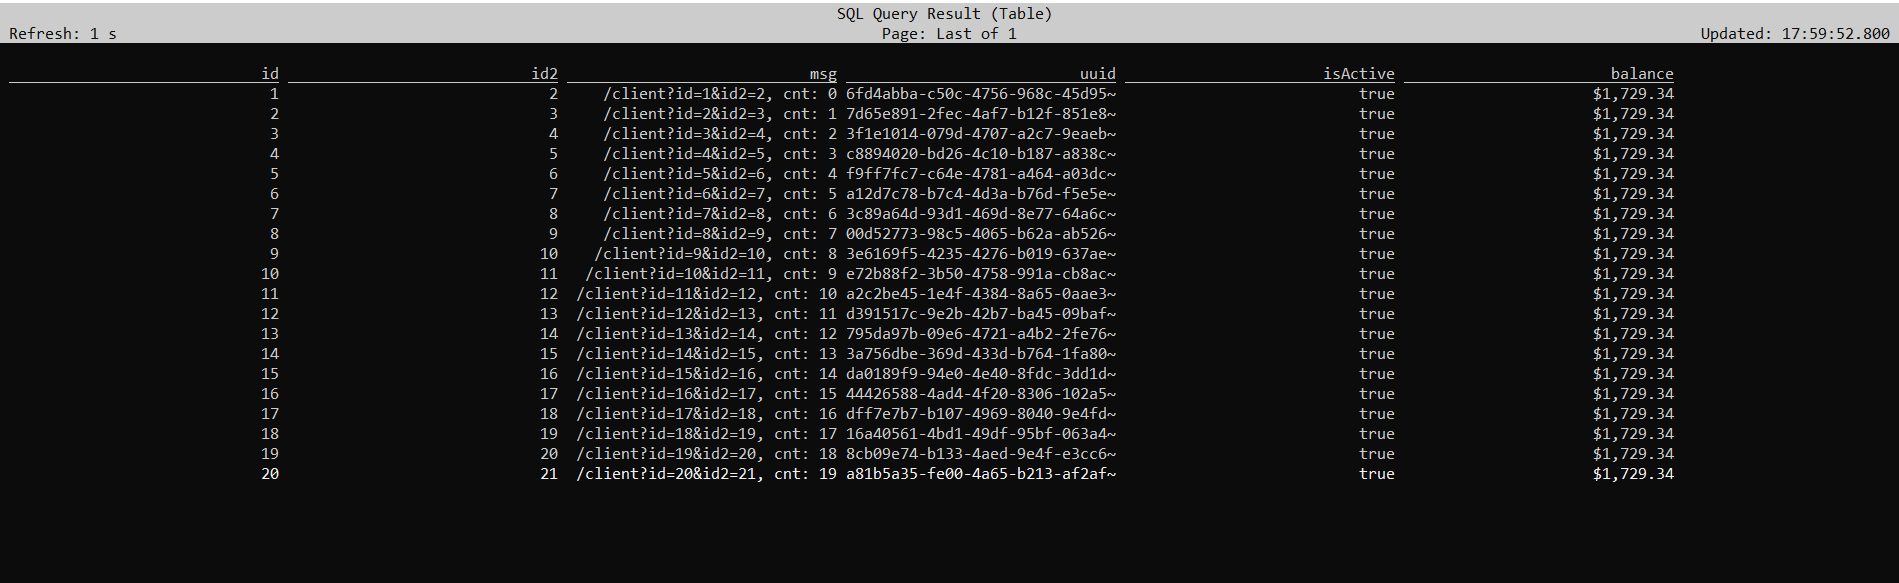 SQL Query Result (Table)
Refresh: 1 s Page: Last of 1 Updated: 17:59:52.800
id id2 msg uuid isActive balance
1 2 /client?id=1&id2=2, cnt: 0 6fd4abba-c50c-4756-968c-45d95~ true $1,729.34
2 3 /client?id=2&id2=3, cnt: 1 7d65e891-2fec-4af7-b12f-851e8~ true $1,729.34
3 4 /client?id=3&id2=4, cnt: 2 3f1e1014-079d-4707-a2c7-9eaeb~ true $1,729.34
4 5 /client?id=4&id2=5, cnt: 3 c8894020-bd26-4c10-b187-a838c~ true $1,729.34
5 6 /client?id=5&id2=6, cnt: 4 f9ff7fc7-c64e-4781-a464-a03dc~ true $1,729.34
6 7 /client?id=6&id2=7, cnt: 5 a12d7c78-b7c4-4d3a-b76d-f5e5e~ true $1,729.34
7 8 /client?id=7&id2=8, cnt: 6 3c89a64d-93d1-469d-8e77-64a6c~ true $1,729.34
8 9 /client?id=8&id2=9, cnt: 7 00d52773-98c5-4065-b62a-ab526~ true $1,729.34
9 10 /client?id=9&id2=10, cnt: 8 3e6169f5-4235-4276-b019-637ae~ true $1,729.34
10 11 /client?id=10&id2=11, cnt: 9 e72b88f2-3b50-4758-991a-cb8ac~ true $1,729.34
11 12 /client?id=11&id2=12, cnt: 10 a2c2be45-1e4f-4384-8a65-0aae3~ true $1,729.34
12 13 /client?id=12&id2=13, cnt: 11 d391517c-9e2b-42b7-ba45-09baf~ true $1,729.34
13 14 /client?id=13&id2=14, cnt: 12 795da97b-09e6-4721-a4b2-2fe76~ true $1,729.34
14 15 /client?id=14&id2=15, cnt: 13 3a756dbe-369d-433d-b764-1fa80~ true $1,729.34
15 16 /client?id=15&id2=16, cnt: 14 da0189f9-94e0-4e40-8fdc-3dd1d~ true $1,729.34
16 17 /client?id=16&id2=17, cnt: 15 44426588-4ad4-4f20-8306-102a5~ true $1,729.34
17 18 /client?id=17&id2=18, cnt: 16 dff7e7b7-b107-4969-8040-9e4fd~ true $1,729.34
18 19 /client?id=18&id2=19, cnt: 17 16a40561-4bd1-49df-95bf-063a4~ true $1,729.34
19 20 /client?id=19&id2=20, cnt: 18 8cb09e74-b133-4aed-9e4f-e3cc6~ true $1,729.34
20 21 /client?id=20&id2=21, cnt: 19 a81b5a35-fe00-4a65-b213-af2af~ true $1,729.34